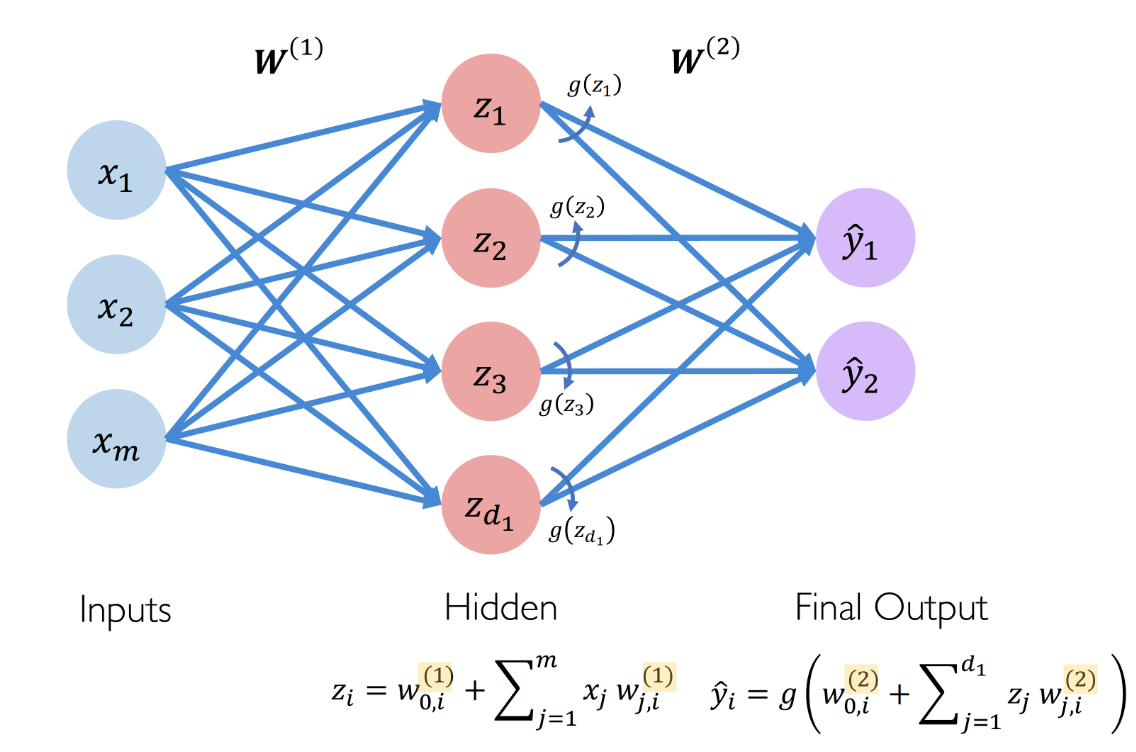 W^(1)
W^(2)
g(z_1)
z_1
x_1
g(z_2)
z_2
ŷ_1
x_2
z_3
ŷ_2
g(z_3)
x_m
z_{d_1}
g(z_{d_1})
Inputs
Hidden
Final Output
z_i = w_{0,i}^{(1)} + ∑_{j=1}^{m} x_j w_{j,i}^{(1)}
ŷ_i = g(w_{0,i}^{(2)} + ∑_{j=1}^{d_1} z_j w_{j,i}^{(2)})